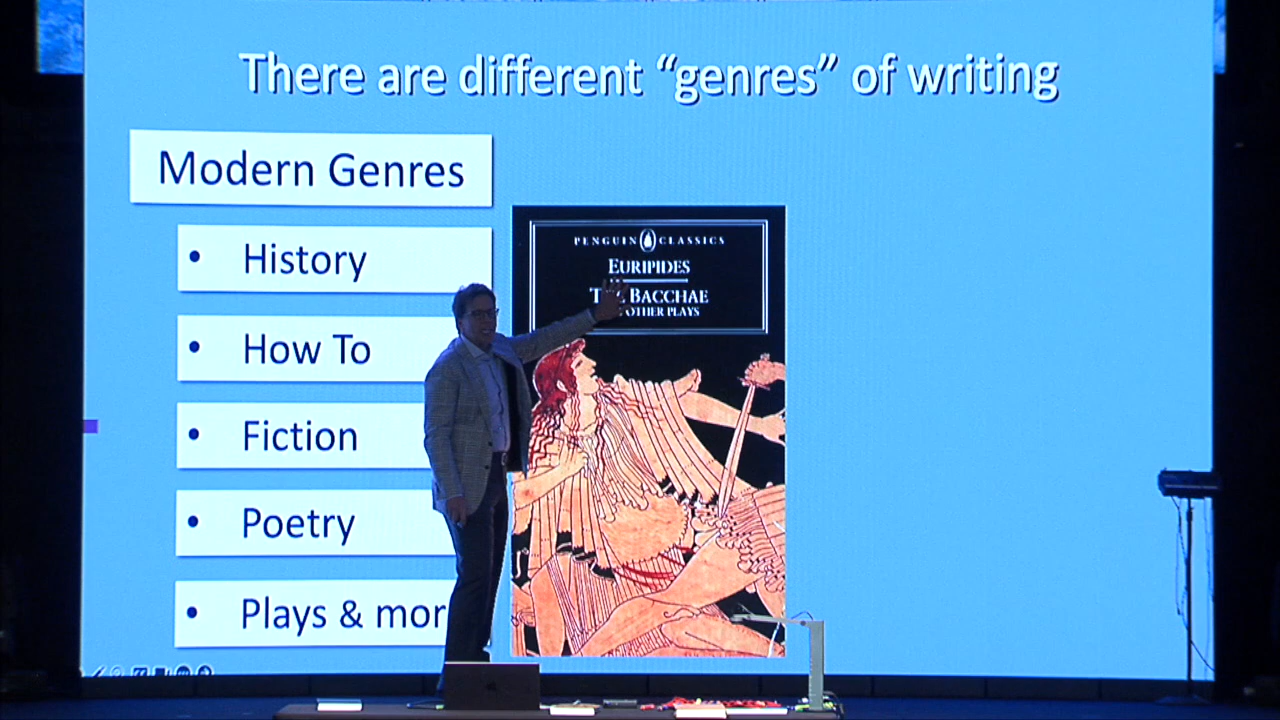 There are different “genres” of writing
Modern Genres
• History
• How To
• Fiction
• Poetry
• Plays & mor
PENGUIN CLASSICS
EURIPIDES
BACCHAE
OTHER PLAYS